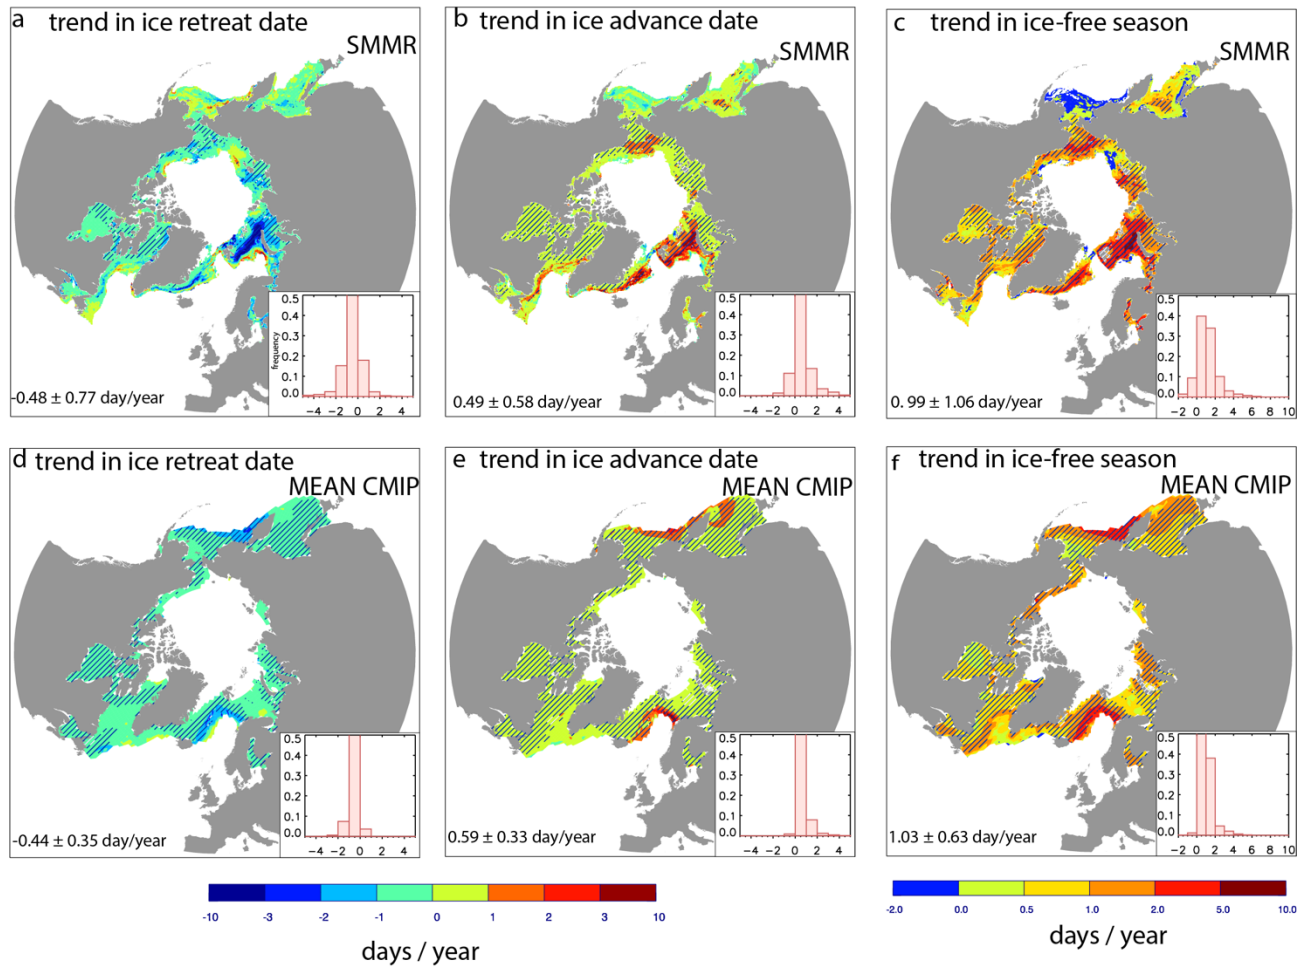 a trend in ice retreat date
SMMR
0.5
0.4
0.3
0.2
0.1
0.0
frequency
-4 -2 0 2 4
-0.48 ± 0.77 day/year
b trend in ice advance date
SMMR
0.5
0.4
0.3
0.2
0.1
0.0
-4 -2 0 2 4
0.49 ± 0.58 day/year
c trend in ice-free season
SMMR
0.5
0.4
0.3
0.2
0.1
0.0
-2 0 2 4 6 8 10
0. 99 ± 1.06 day/year
d trend in ice retreat date
MEAN CMIP
0.5
0.4
0.3
0.2
0.1
0.0
-4 -2 0 2 4
-0.44 ± 0.35 day/year
e trend in ice advance date
MEAN CMIP
0.5
0.4
0.3
0.2
0.1
0.0
-4 -2 0 2 4
0.59 ± 0.33 day/year
f trend in ice-free season
MEAN CMIP
0.5
0.4
0.3
0.2
0.1
0.0
-2 0 2 4 6 8 10
1.03 ± 0.63 day/year
-10 -3 -2 -1 0 1 2 3 10
days / year
-2.0 0.0 0.5 1.0 2.0 5.0 10.0
days / year